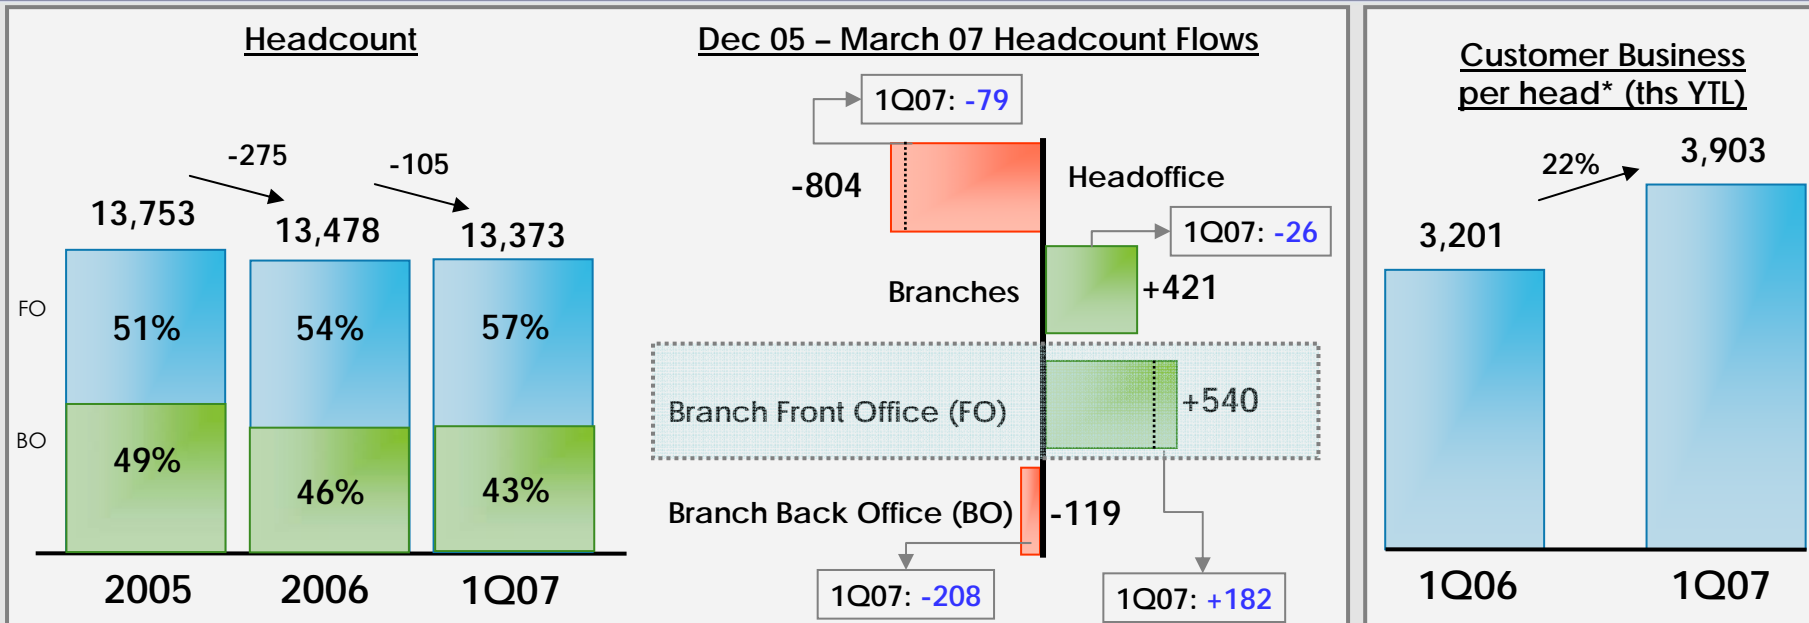 Headcount
-275
-105
13,753
13,478
13,373
FO
51%
54%
57%
BO
49%
46%
43%
2005
2006
1Q07
Dec 05 – March 07 Headcount Flows
1Q07: -79
-804
Headoffice
1Q07: -26
Branches
+421
Branch Front Office (FO)
+540
Branch Back Office (BO)
-119
1Q07: -208
1Q07: +182
Customer Business
per head* (ths YTL)
22%
3,903
3,201
1Q06
1Q07